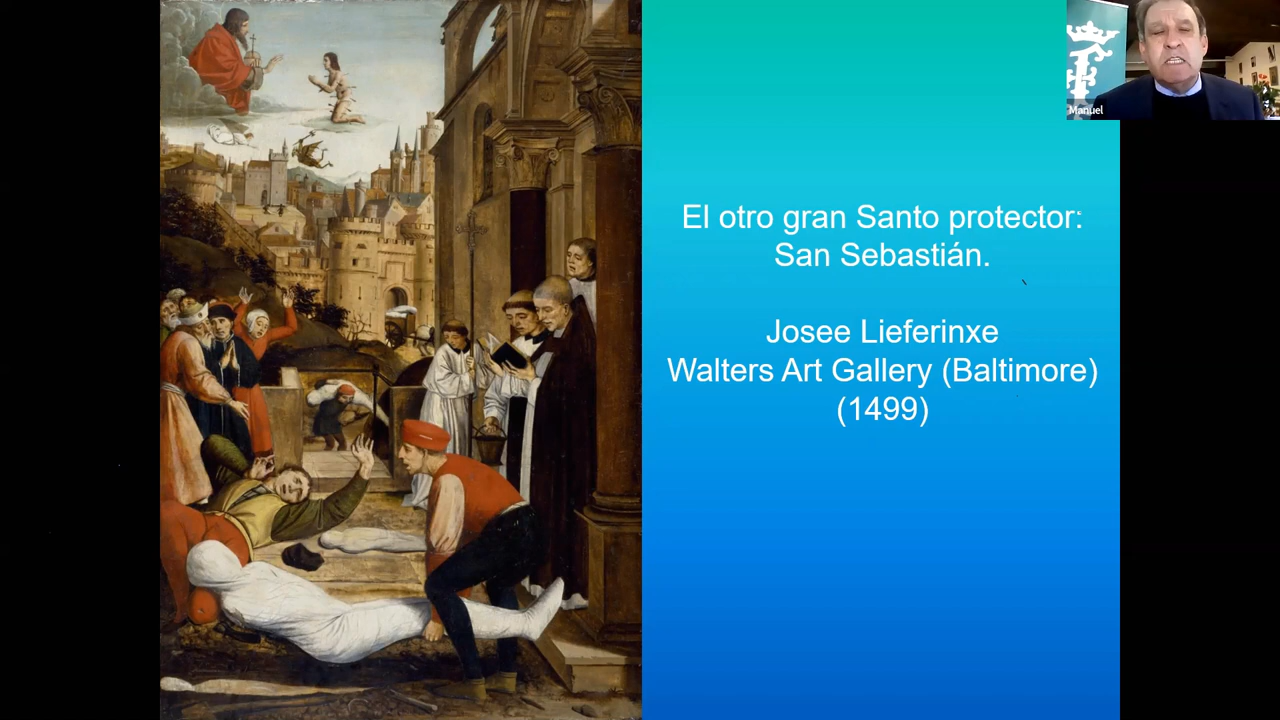 Manuel
El otro gran Santo protector:
San Sebastián.
Josee Lieferinxe
Walters Art Gallery (Baltimore)
(1499)